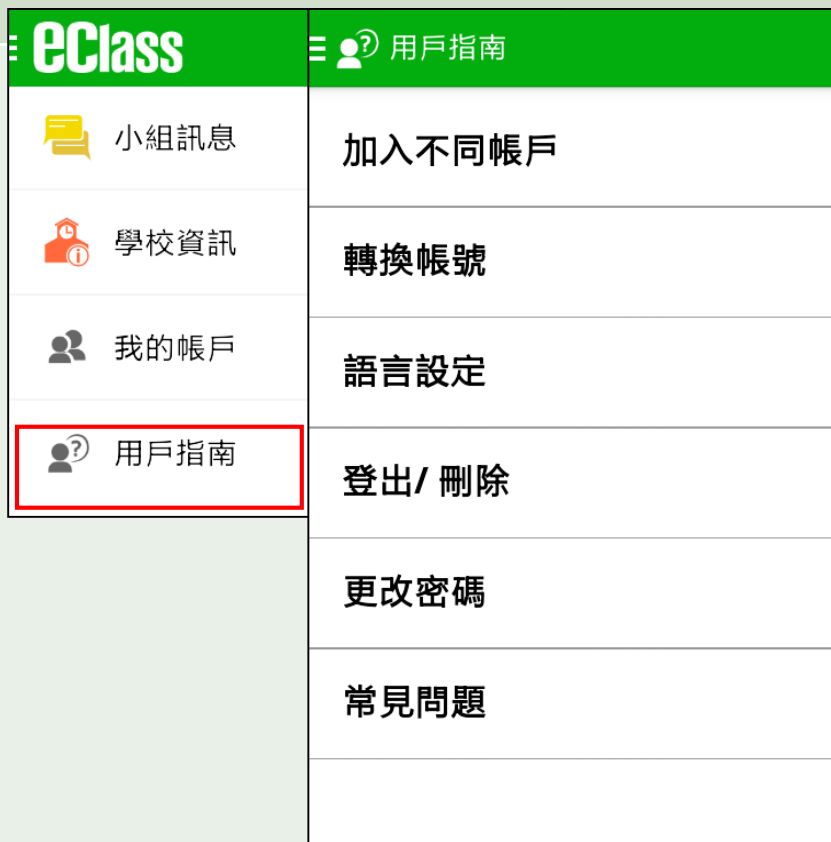 eClass
小組訊息
學校資訊
我的帳戶
用戶指南
用戶指南
加入不同帳戶
轉換帳號
語言設定
登出/ 刪除
更改密碼
常見問題